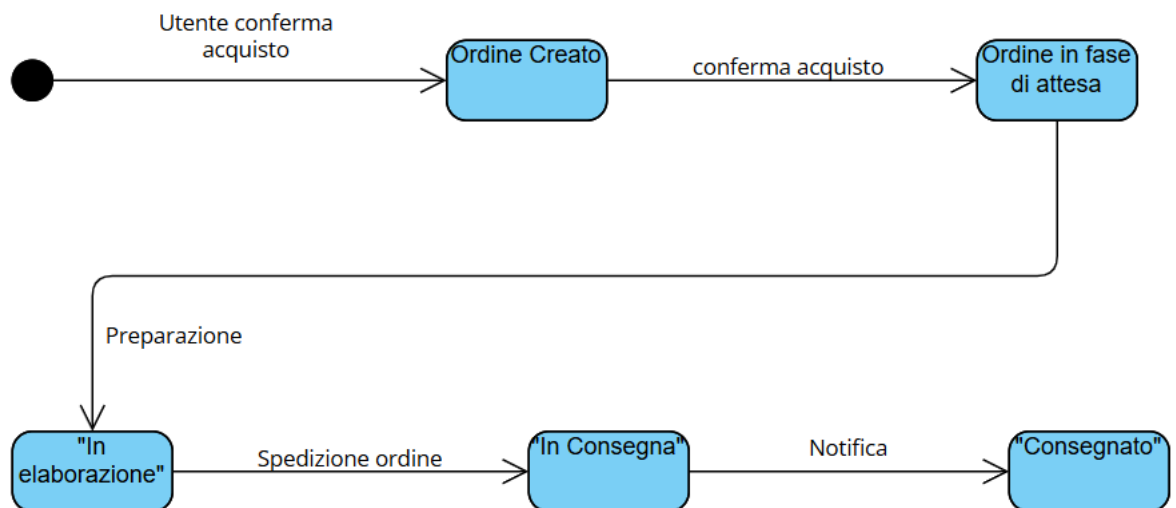 Utente conferma
acquisto
Ordine Creato
conferma acquisto
Ordine in fase
di attesa
Preparazione
"In
elaborazione"
Spedizione ordine
"In Consegna"
Notifica
"Consegnato"